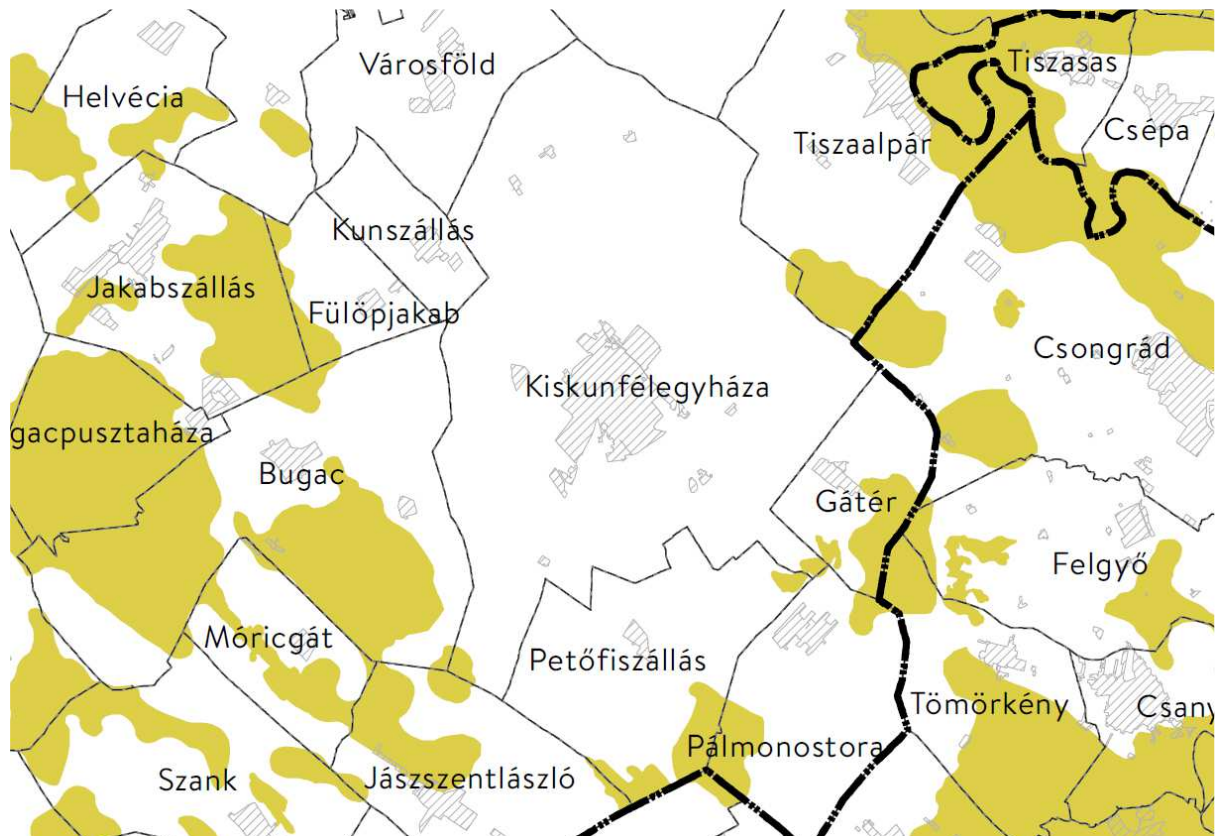 Városföld
Tiszasas
Helvécia
Csépa
Tiszaalpár
Kunszállás
Jakabszállás
Fülöpjakab
Csongrád
Kiskunfélegyháza
gacpusztaháza
Bugac
Gátér
Felgyő
Móricgát
Petőfiszállás
Tömörkény
Csany
Pálmonostora
Szank
Jászszentlászló